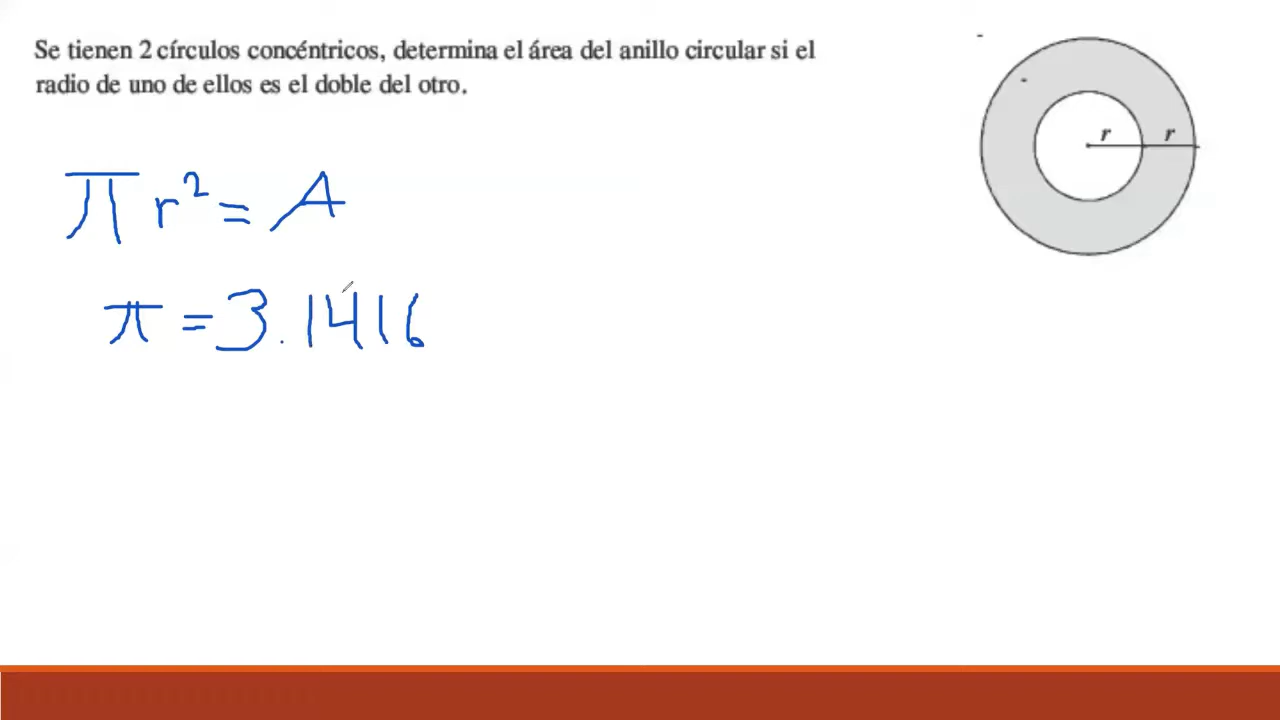 Se tienen 2 círculos concéntricos, determina el área del anillo circular si el
radio de uno de ellos es el doble del otro.
r r
π r² = A
π = 3.1416